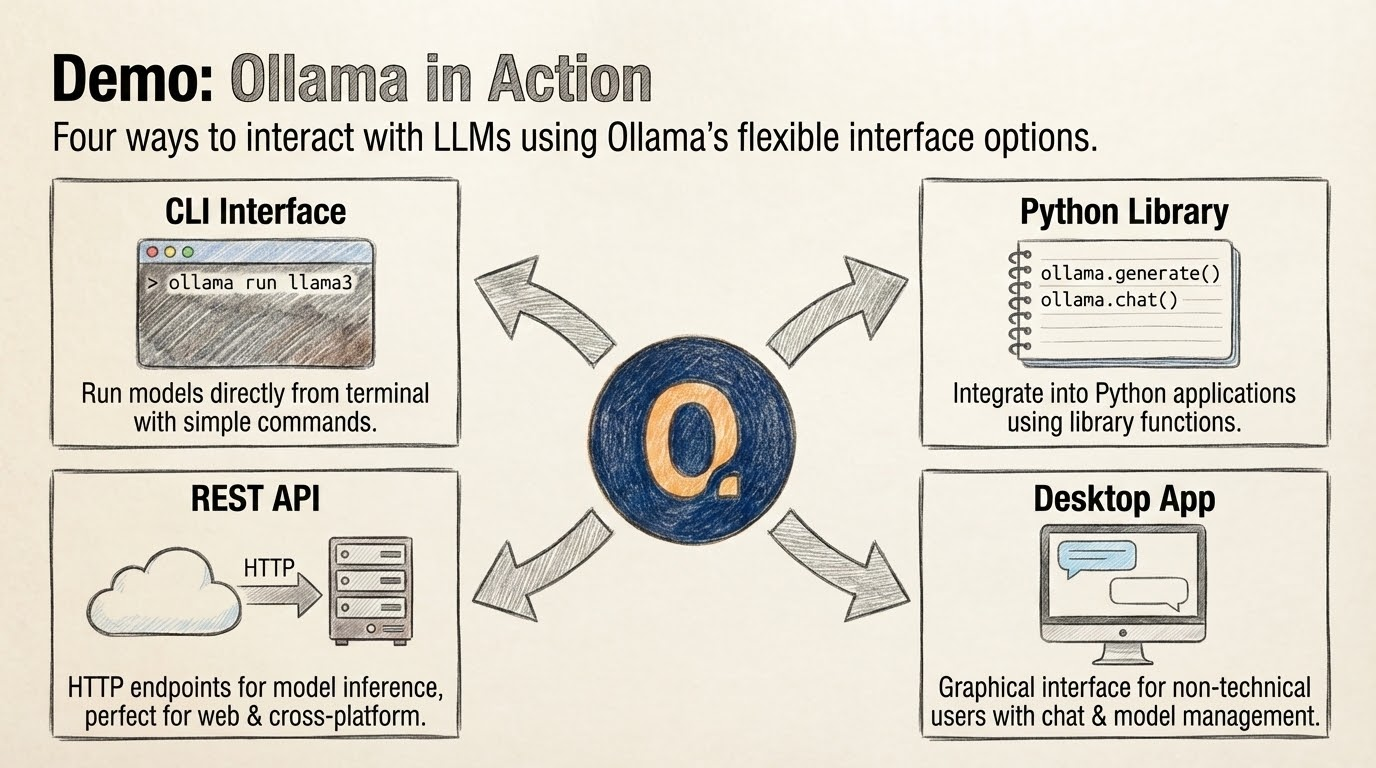 Demo: Ollama in Action
Four ways to interact with LLMs using Ollama's flexible interface options.
CLI Interface
> ollama run llama3
Run models directly from terminal
with simple commands.
Python Library
ollama.generate()
ollama.chat()
Integrate into Python applications
using library functions.
REST API
HTTP
HTTP endpoints for model inference,
perfect for web & cross-platform.
Desktop App
Graphical interface for non-technical
users with chat & model management.